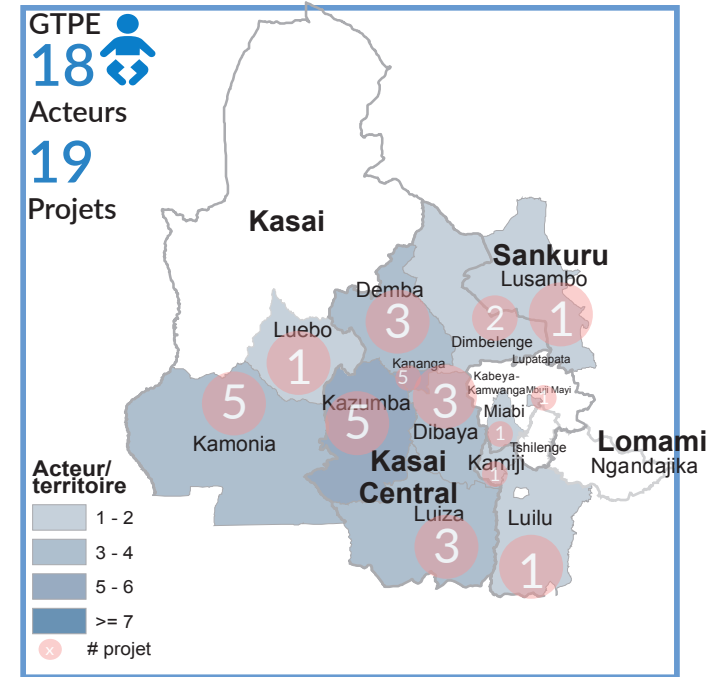 GTPE
18
Acteurs
19
Projets
Kasai
Sankuru
Lusambo
Demba
3
2
1
Luebo
Dimbelenge
1
Kananga
Lupatapata
5
Kabeya-
Kamwanga
Mbuji Mayi
1
5
Kazumba
5
3
Miabi
Kamonia
Dibaya
1
Tshilenge
Lomami
Ngandajika
Kasai
Central
Kamiji
1
Luiza
3
Luilu
1
Acteur/
territoire
1 - 2
3 - 4
5 - 6
>= 7
x # projet